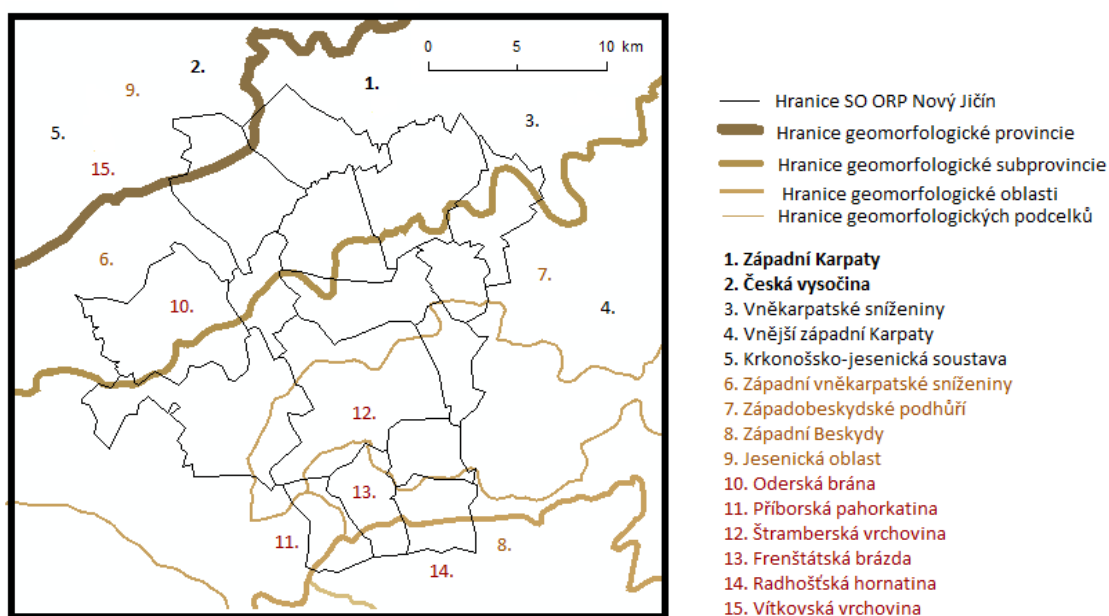 2.
9.
1.
0 5 10 km
5.
3.
15.
6.
7.
10.
4.
12.
13.
11.
8.
14.
Hranice SO ORP Nový Jičín
Hranice geomorfologické provincie
Hranice geomorfologické subprovincie
Hranice geomorfologické oblasti
Hranice geomorfologických podcelků
1. Západní Karpaty
2. Česká vysočina
3. Vněkarpatské sníženiny
4. Vnější západní Karpaty
5. Krkonošsko-jesenická soustava
6. Západní vněkarpatské sníženiny
7. Západobeskydské podhůří
8. Západní Beskydy
9. Jesenická oblast
10. Oderská brána
11. Příborská pahorkatina
12. Štramberská vrchovina
13. Frenštátská brázda
14. Radhošťská hornatina
15. Vítkovská vrchovina